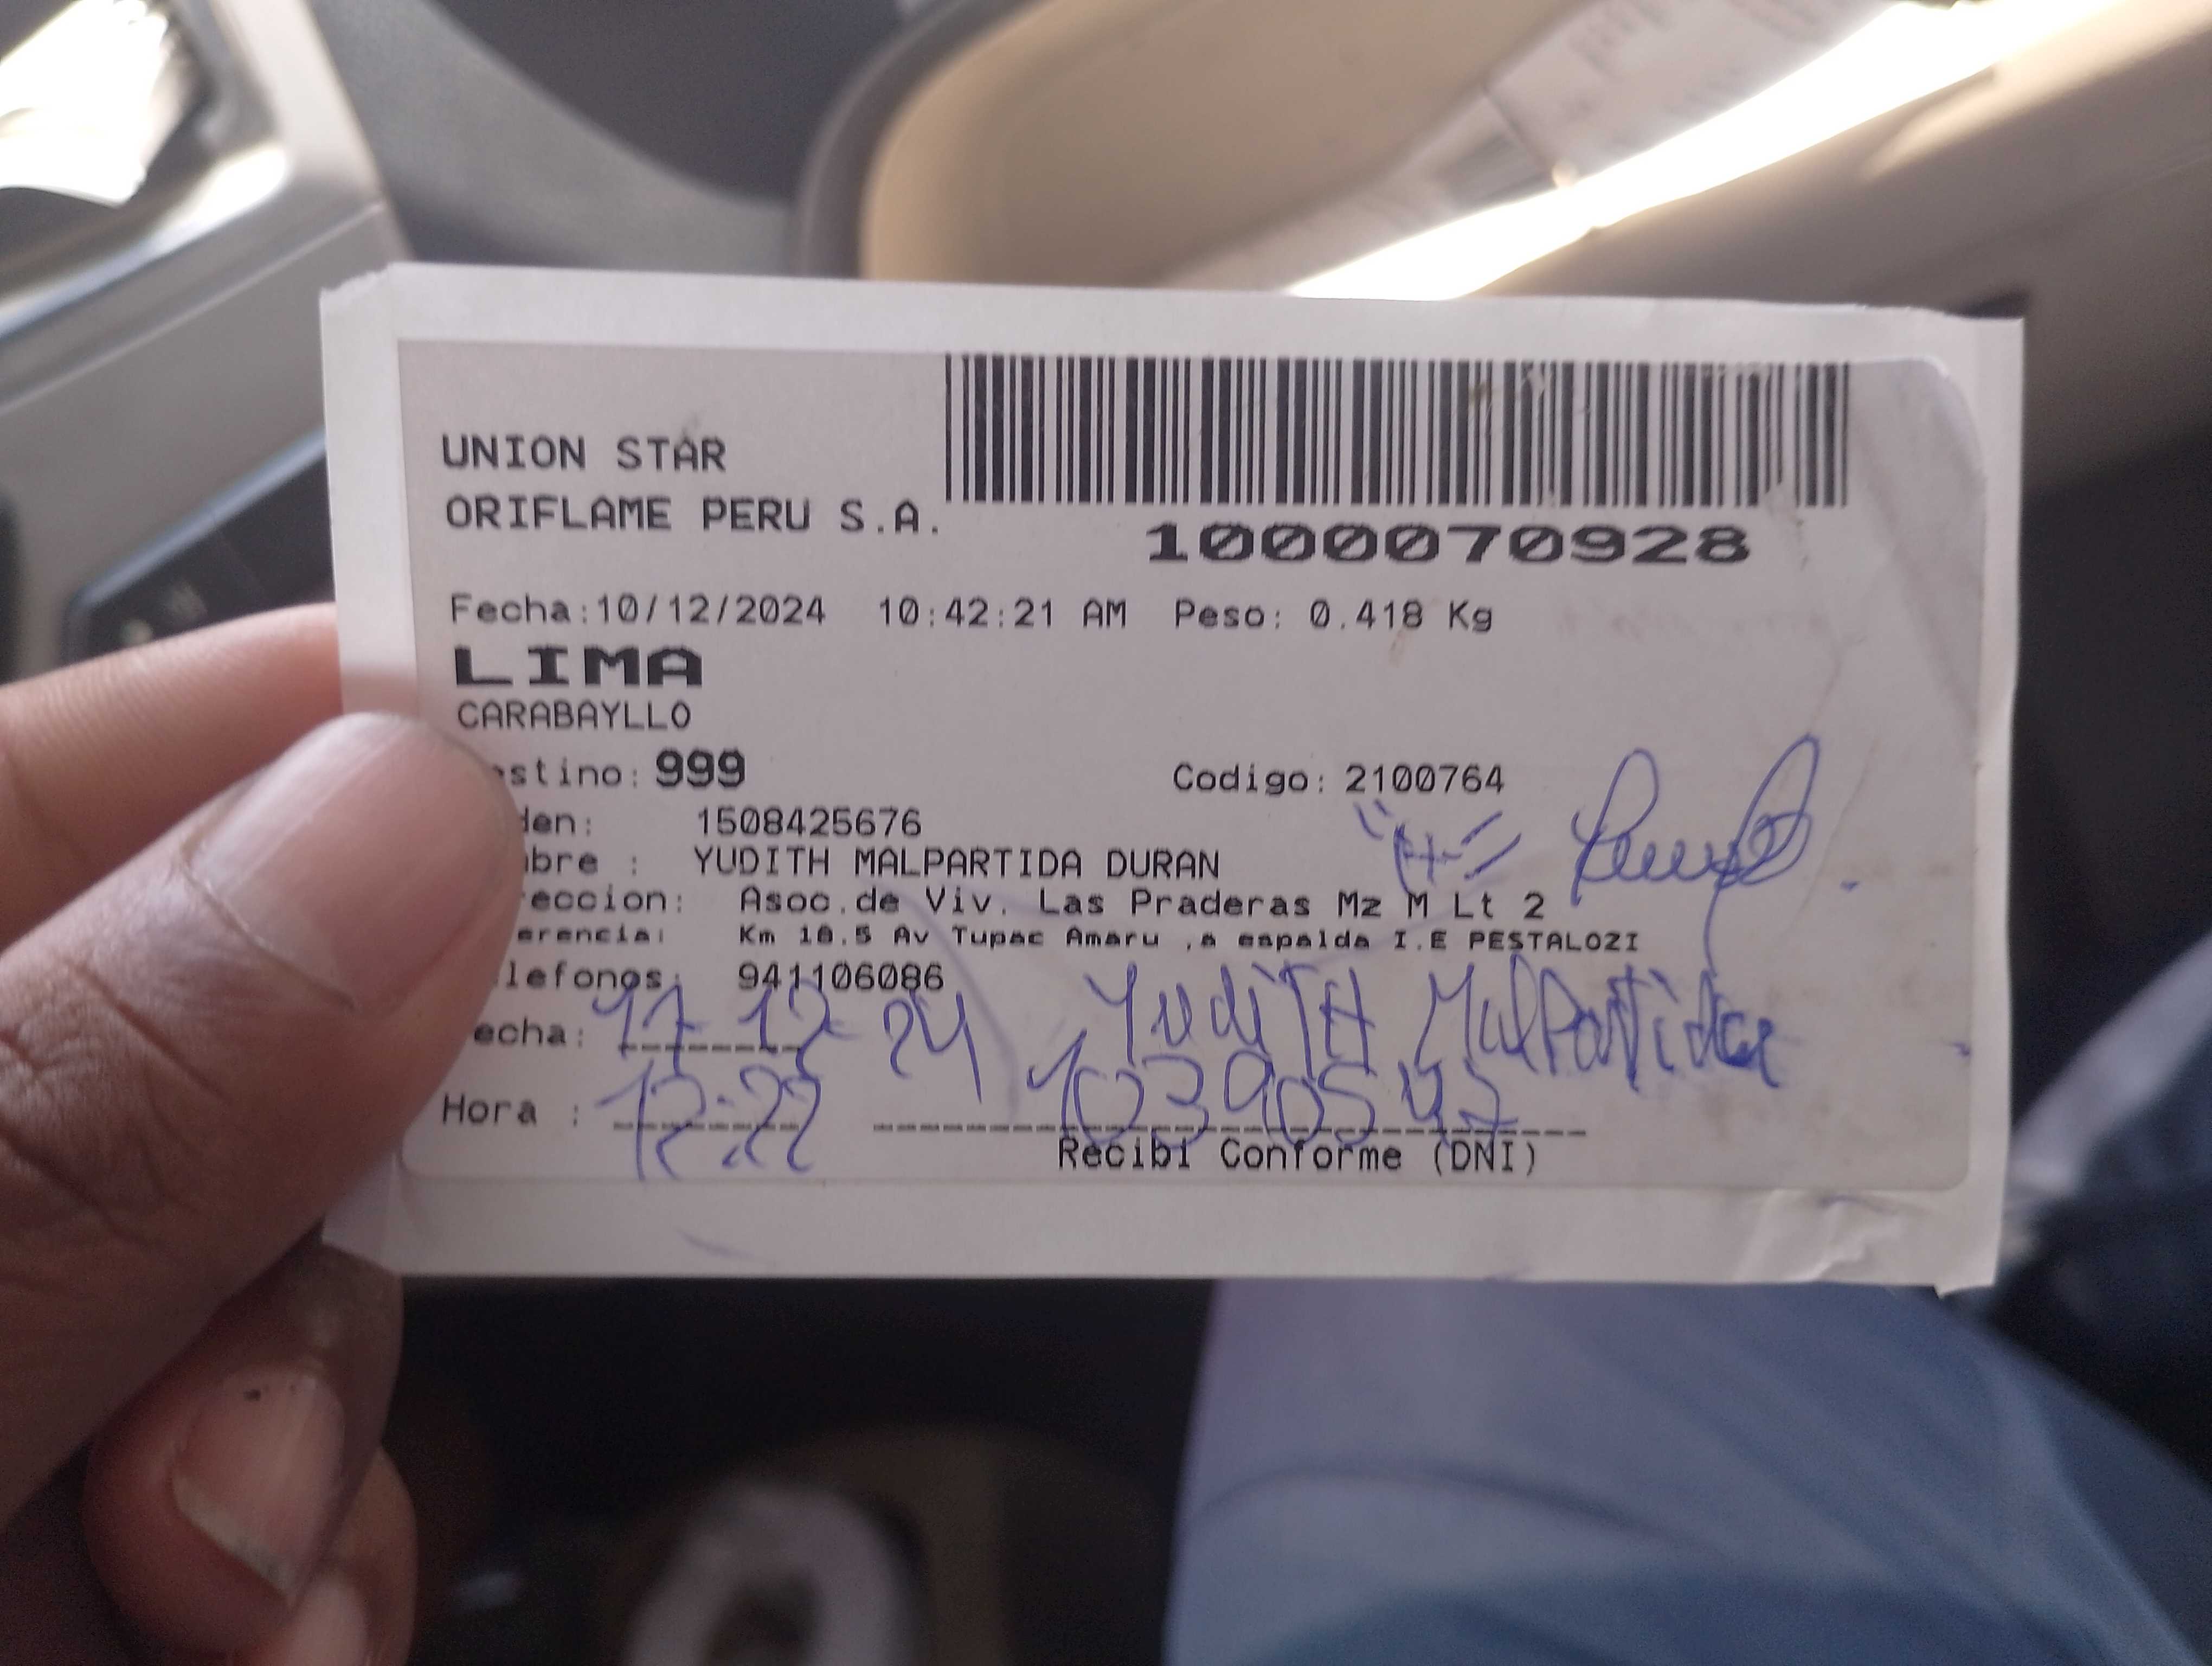 UNION STAR
ORIFLAME PERU S.A.
1000070928
Fecha:10/12/2024 10:42:21 AM Peso: 0.418 Kg
LIMA
CARABAYLLO
estino: 999 Codigo: 2100764
den: 1508425676
bre : YUDITH MALPARTIDA DURAN
reccion: Asoc.de Viv. Las Praderas Mz M Lt 2
erencia: Km 18.5 Av Tupac Amaru ,a espalda I.E PESTALOZI
lefonos: 941106086
echa: 11-12-24 YudiTH MalPartida
Hora : 12:22 10390547
Recibi Conforme (DNI)